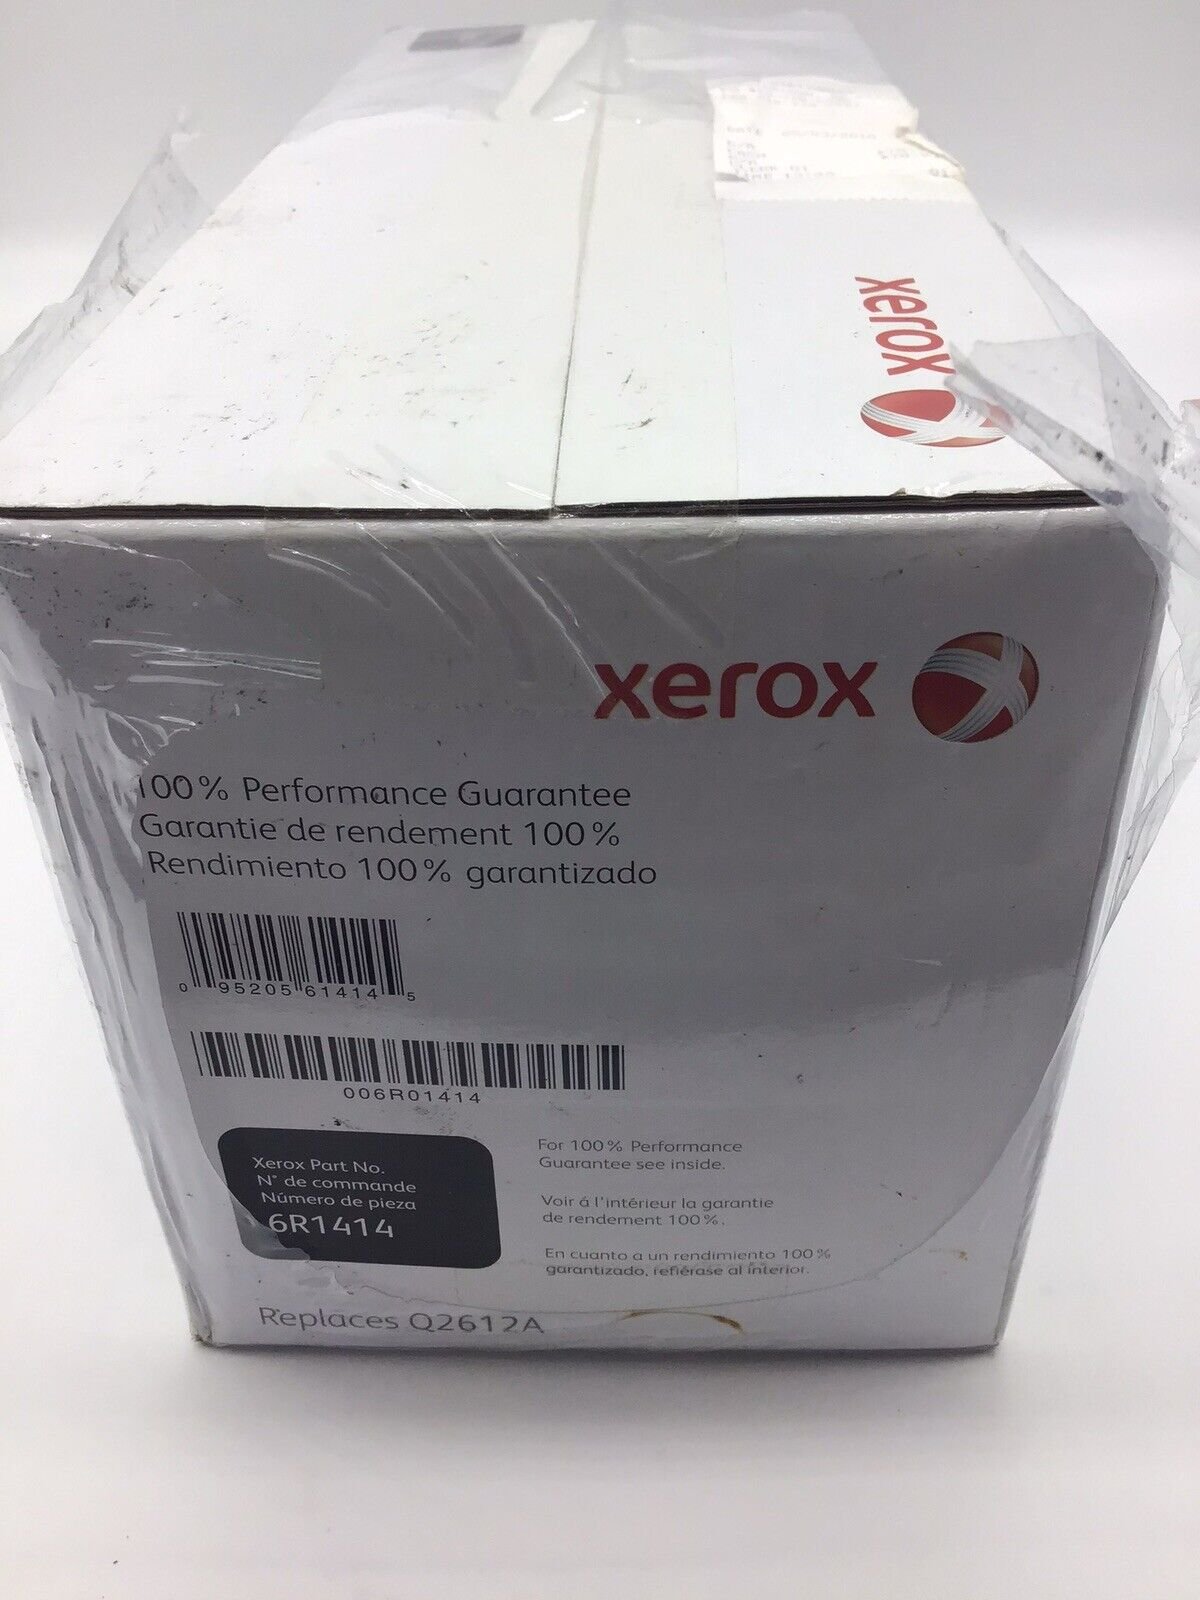 xerox
xerox
100% Performance Guarantee
Garantie de rendement 100%
Rendimiento 100% garantizado
0 95205 61414 5
006R01414
Xerox Part No.
N° de commande
Número de pieza
6R1414
For 100% Performance
Guarantee see inside.
Voir á l'intérieur la garantie
de rendement 100%.
En cuanto a un rendimiento 100%
garantizado, refiérase al interior.
Replaces Q2612A